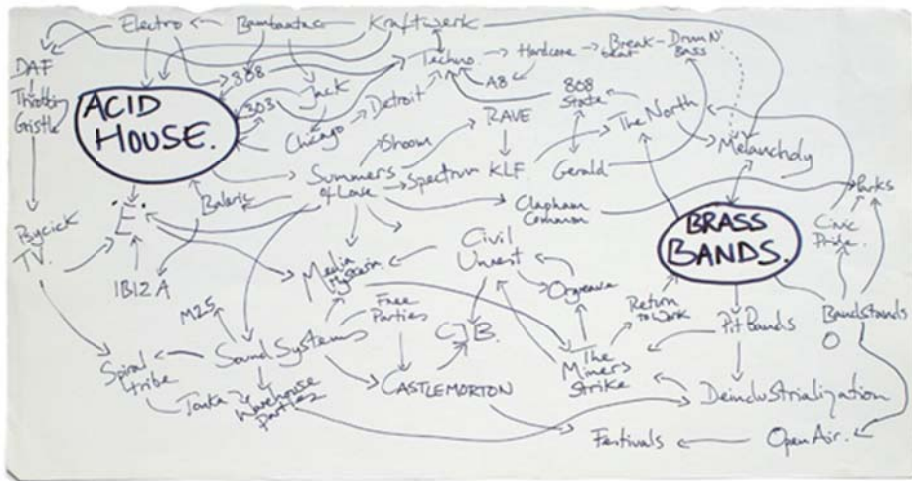 Electro
Bambaataa
Kraftwerk
DAF
Throbbing
Gristle
808
Techno.
Hardcore
Break-
beat
Drum N'
Bass
A8
808
State
303
Jack
Detroit
Chicago
ACID
HOUSE.
RAVE
The North
Melancholy
Shoom
Summers
of Love
Spectrum
KLF
Gerald
Parks
Balaric
Clapham
Common
'E'
Psycick
TV.
IBIZA
Civic
Pride.
BRASS
BANDS.
Civil
Unrest
Media
Hysteria
Orgreave
Return
to Work
Free
Parties
M25
CJB.
Pit Bands
Bandstands
Sound Systems
Spiral
tribe
The
Miners
Strike
CASTLEMORTON
Tonka
Warehouse
parties
Deindustrialization
Festivals
Open Air.